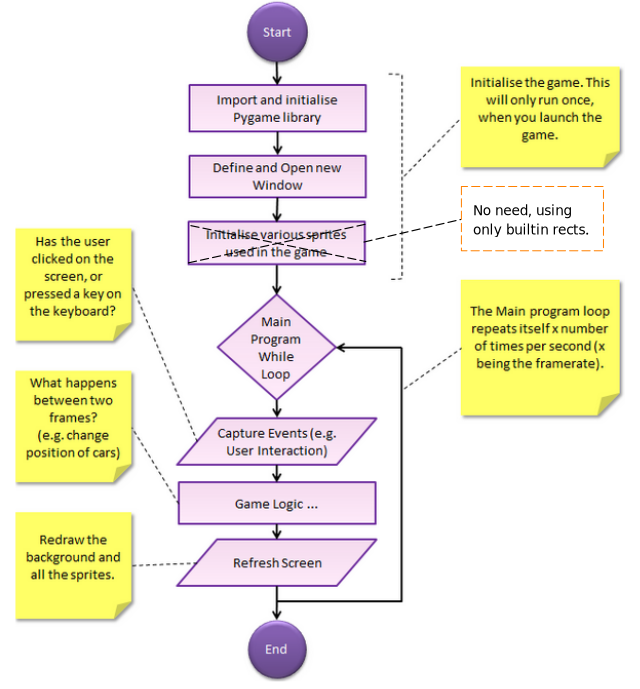 Start
Import and initialise
Pygame library
Initialise the game. This
will only run once,
when you launch the
game.
Define and Open new
Window
No need, using
only builtin rects.
Initialise various sprites
used in the game
Has the user
clicked on the
screen, or
pressed a key on
the keyboard?
Main
Program
While
Loop
The Main program loop
repeats itself x number
of times per second (x
being the framerate).
What happens
between two
frames?
(e.g. change
position of cars)
Capture Events (e.g.
User Interaction)
Game Logic ...
Redraw the
background and
all the sprites.
Refresh Screen
End